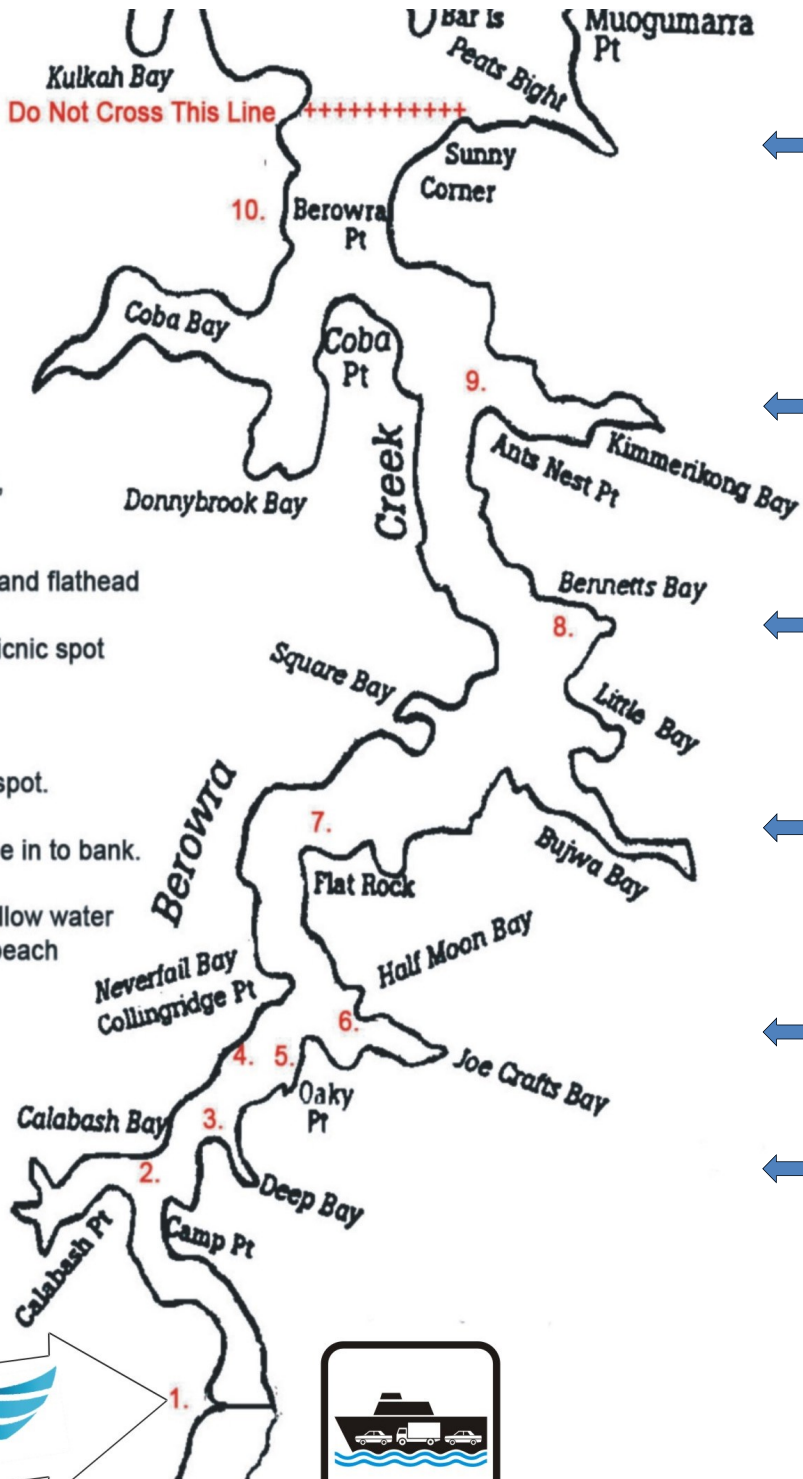 Bar Is
Muogumarra
Pt
Peats Bight
Kulkah Bay
Do Not Cross This Line +++++++++++
Sunny
Corner
10.
Berowra
Pt
Coba Bay
Coba
Pt
9.
Creek
Ants Nest Pt
Kimmerikong Bay
Donnybrook Bay
and flathead
Bennetts Bay
8.
icnic spot
Square Bay
Little Bay
spot.
Berowra
7.
e in to bank.
Bujwa Bay
Flat Rock
llow water
beach
Half Moon Bay
Neverfail Bay
Collingridge Pt
6.
4. 5.
Joe Crafts Bay
Oaky
Pt
Calabash Bay
3.
2.
Deep Bay
Camp Pt
Calabash Pt
1.